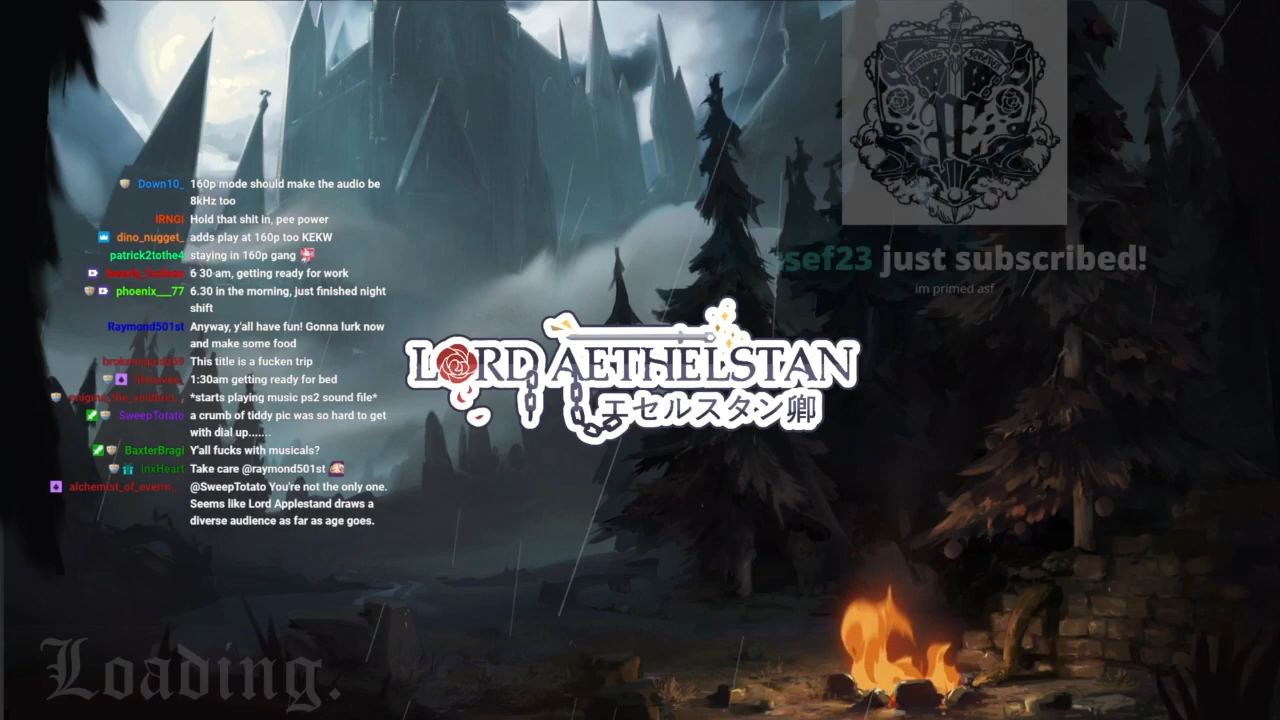 Down10_ 160p mode should make the audio be
8kHz too
IRNGI Hold that shit in, pee power
dino_nugget_ adds play at 160p too KEKW
patrick2tothe4 staying in 160p gang
6 30 am, getting ready for work
phoenix___77 6.30 in the morning, just finished night
shift
Raymond501st Anyway, y'all have fun! Gonna lurk now
and make some food
This title is a fucken trip
1:30am getting ready for bed
*starts playing music ps2 sound file*
SweepTotato a crumb of tiddy pic was so hard to get
with dial up.......
BaxterBragi Y'all fucks with musicals?
InxHeart Take care @raymond501st
alchemist_of_everm... @SweepTotato You're not the only one.
Seems like Lord Applestand draws a
diverse audience as far as age goes.
sef23 just subscribed!
im primed asf
LORD AETHELSTAN
エセルスタン卿
Loading.